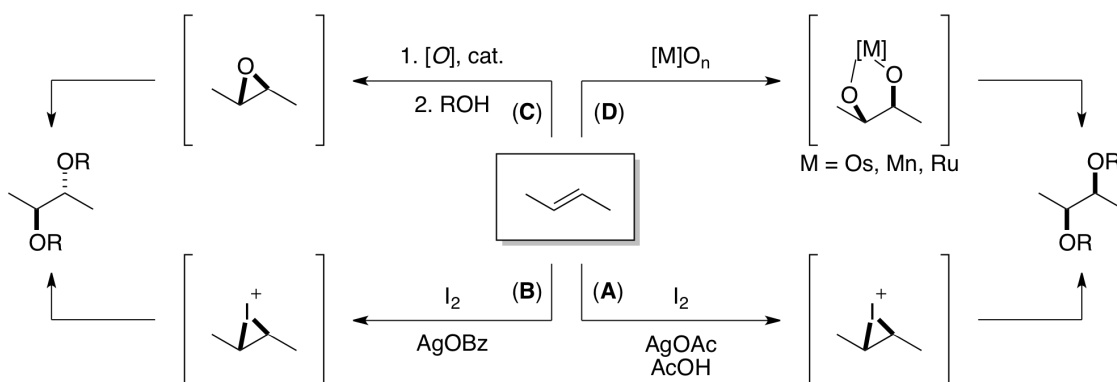 O
1. [O], cat.
2. ROH
(C)
(D)
[M]On
[M]
O
O
M = Os, Mn, Ru
OR
OR
OR
OR
I+
I2
AgOBz
(B)
(A)
I2
AgOAc
AcOH
I+